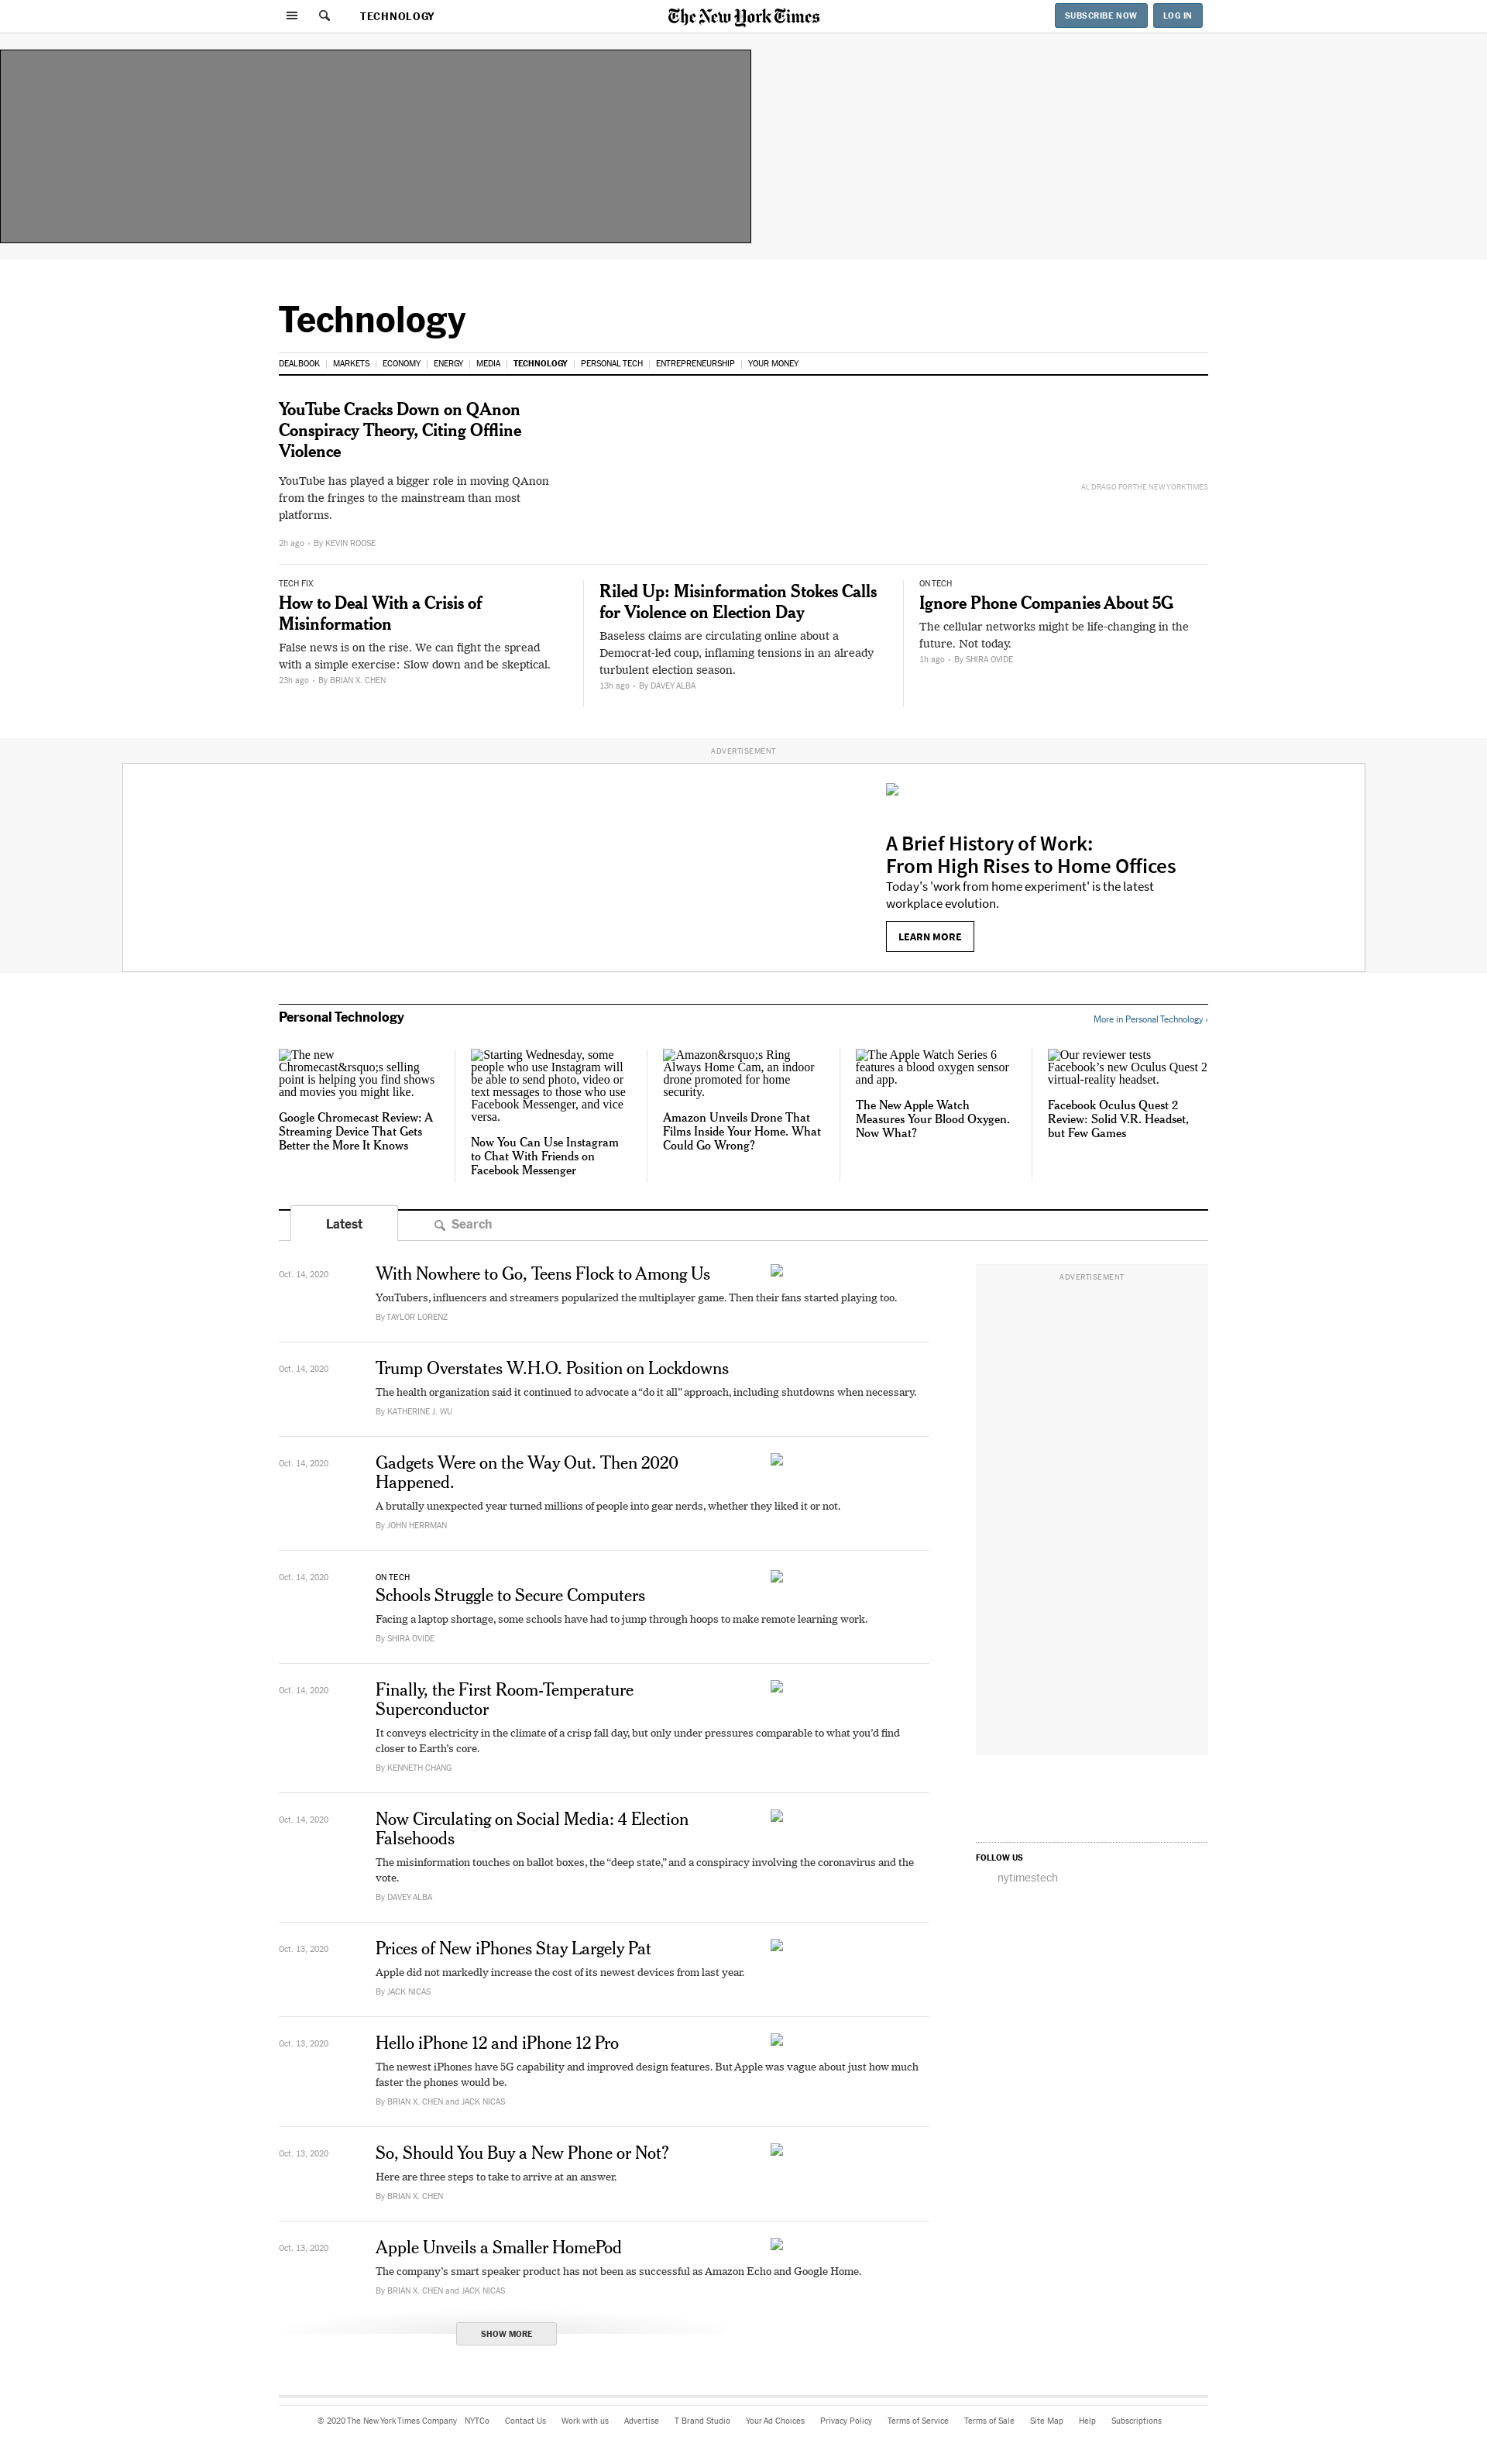 TECHNOLOGY
The New York Times
SUBSCRIBE NOW
LOG IN
Technology
DEALBOOK
MARKETS
ECONOMY
ENERGY
MEDIA
TECHNOLOGY
PERSONAL TECH
ENTREPRENEURSHIP
YOUR MONEY
YouTube Cracks Down on QAnon
Conspiracy Theory, Citing Offline
Violence
YouTube has played a bigger role in moving QAnon
from the fringes to the mainstream than most
platforms.
2h ago • By KEVIN ROOSE
AL DRAGO FOR THE NEW YORK TIMES
TECH FIX
How to Deal With a Crisis of
Misinformation
False news is on the rise. We can fight the spread
with a simple exercise: Slow down and be skeptical.
23h ago • By BRIAN X. CHEN
Riled Up: Misinformation Stokes Calls
for Violence on Election Day
Baseless claims are circulating online about a
Democrat-led coup, inflaming tensions in an already
turbulent election season.
13h ago • By DAVEY ALBA
ON TECH
Ignore Phone Companies About 5G
The cellular networks might be life-changing in the
future. Not today.
1h ago • By SHIRA OVIDE
ADVERTISEMENT
A Brief History of Work:
From High Rises to Home Offices
Today's 'work from home experiment' is the latest
workplace evolution.
LEARN MORE
Personal Technology
More in Personal Technology ›
The new
Chromecast&rsquo;s selling
point is helping you find shows
and movies you might like.
Google Chromecast Review: A
Streaming Device That Gets
Better the More It Knows
Starting Wednesday, some
people who use Instagram will
be able to send photo, video or
text messages to those who use
Facebook Messenger, and vice
versa.
Now You Can Use Instagram
to Chat With Friends on
Facebook Messenger
Amazon&rsquo;s Ring
Always Home Cam, an indoor
drone promoted for home
security.
Amazon Unveils Drone That
Films Inside Your Home. What
Could Go Wrong?
The Apple Watch Series 6
features a blood oxygen sensor
and app.
The New Apple Watch
Measures Your Blood Oxygen.
Now What?
Our reviewer tests
Facebook’s new Oculus Quest 2
virtual-reality headset.
Facebook Oculus Quest 2
Review: Solid V.R. Headset,
but Few Games
Latest
Search
Oct. 14, 2020
With Nowhere to Go, Teens Flock to Among Us
YouTubers, influencers and streamers popularized the multiplayer game. Then their fans started playing too.
By TAYLOR LORENZ
Oct. 14, 2020
Trump Overstates W.H.O. Position on Lockdowns
The health organization said it continued to advocate a “do it all” approach, including shutdowns when necessary.
By KATHERINE J. WU
Oct. 14, 2020
Gadgets Were on the Way Out. Then 2020
Happened.
A brutally unexpected year turned millions of people into gear nerds, whether they liked it or not.
By JOHN HERRMAN
Oct. 14, 2020
ON TECH
Schools Struggle to Secure Computers
Facing a laptop shortage, some schools have had to jump through hoops to make remote learning work.
By SHIRA OVIDE
Oct. 14, 2020
Finally, the First Room-Temperature
Superconductor
It conveys electricity in the climate of a crisp fall day, but only under pressures comparable to what you’d find
closer to Earth’s core.
By KENNETH CHANG
Oct. 14, 2020
Now Circulating on Social Media: 4 Election
Falsehoods
The misinformation touches on ballot boxes, the “deep state,” and a conspiracy involving the coronavirus and the
vote.
By DAVEY ALBA
Oct. 13, 2020
Prices of New iPhones Stay Largely Pat
Apple did not markedly increase the cost of its newest devices from last year.
By JACK NICAS
Oct. 13, 2020
Hello iPhone 12 and iPhone 12 Pro
The newest iPhones have 5G capability and improved design features. But Apple was vague about just how much
faster the phones would be.
By BRIAN X. CHEN and JACK NICAS
Oct. 13, 2020
So, Should You Buy a New Phone or Not?
Here are three steps to take to arrive at an answer.
By BRIAN X. CHEN
Oct. 13, 2020
Apple Unveils a Smaller HomePod
The company’s smart speaker product has not been as successful as Amazon Echo and Google Home.
By BRIAN X. CHEN and JACK NICAS
SHOW MORE
ADVERTISEMENT
FOLLOW US
nytimestech
© 2020 The New York Times Company
NYTCo
Contact Us
Work with us
Advertise
T Brand Studio
Your Ad Choices
Privacy Policy
Terms of Service
Terms of Sale
Site Map
Help
Subscriptions